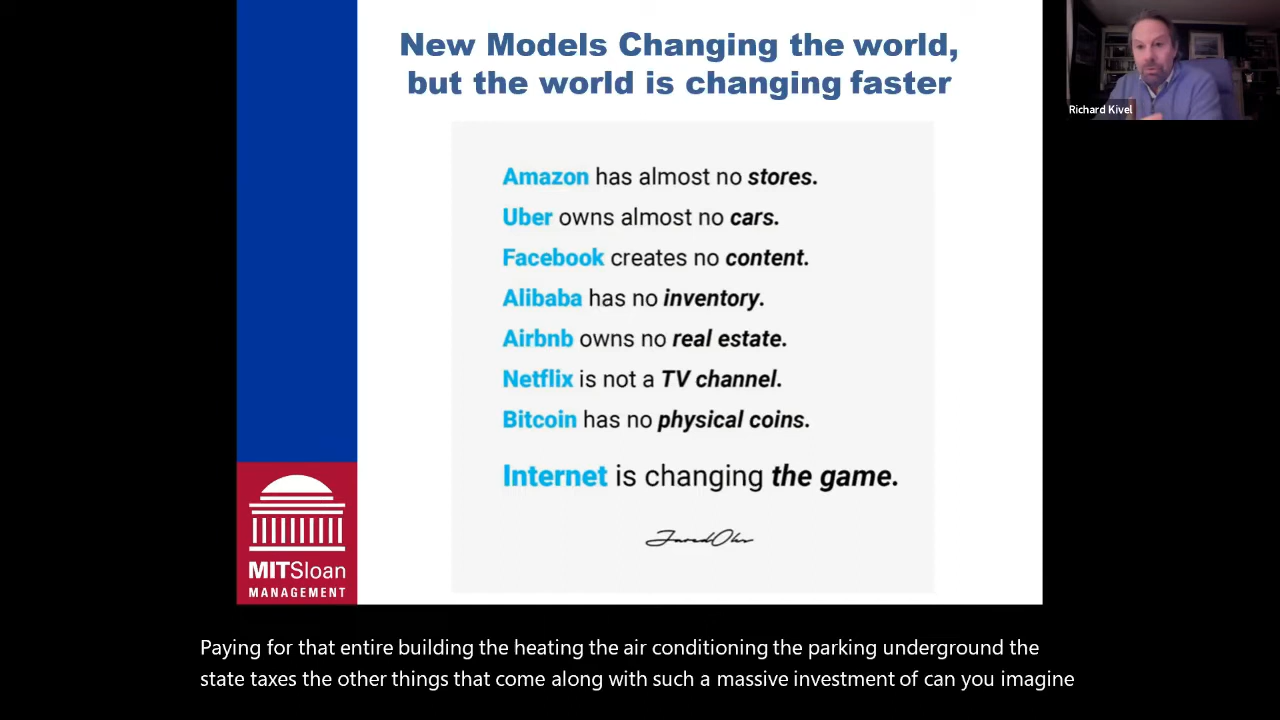 New Models Changing the world,
but the world is changing faster
Richard Kivel
Amazon has almost no stores.
Uber owns almost no cars.
Facebook creates no content.
Alibaba has no inventory.
Airbnb owns no real estate.
Netflix is not a TV channel.
Bitcoin has no physical coins.
Internet is changing the game.
MITSloan
MANAGEMENT
Paying for that entire building the heating the air conditioning the parking underground the
state taxes the other things that come along with such a massive investment of can you imagine